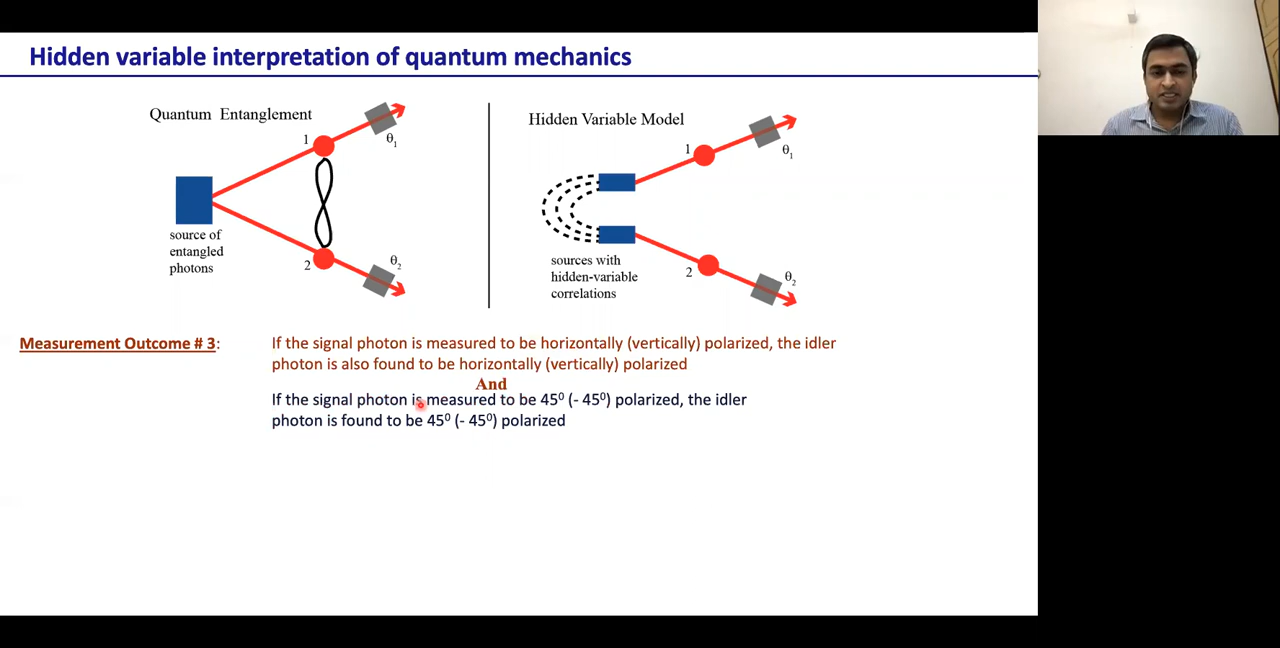 Hidden variable interpretation of quantum mechanics
Quantum Entanglement
1
θ1
source of
entangled
photons
2
θ2
Hidden Variable Model
1
θ1
sources with
hidden-variable
correlations
2
θ2
Measurement Outcome # 3:
If the signal photon is measured to be horizontally (vertically) polarized, the idler
photon is also found to be horizontally (vertically) polarized
And
If the signal photon is measured to be 45⁰ (- 45⁰) polarized, the idler
photon is found to be 45⁰ (- 45⁰) polarized